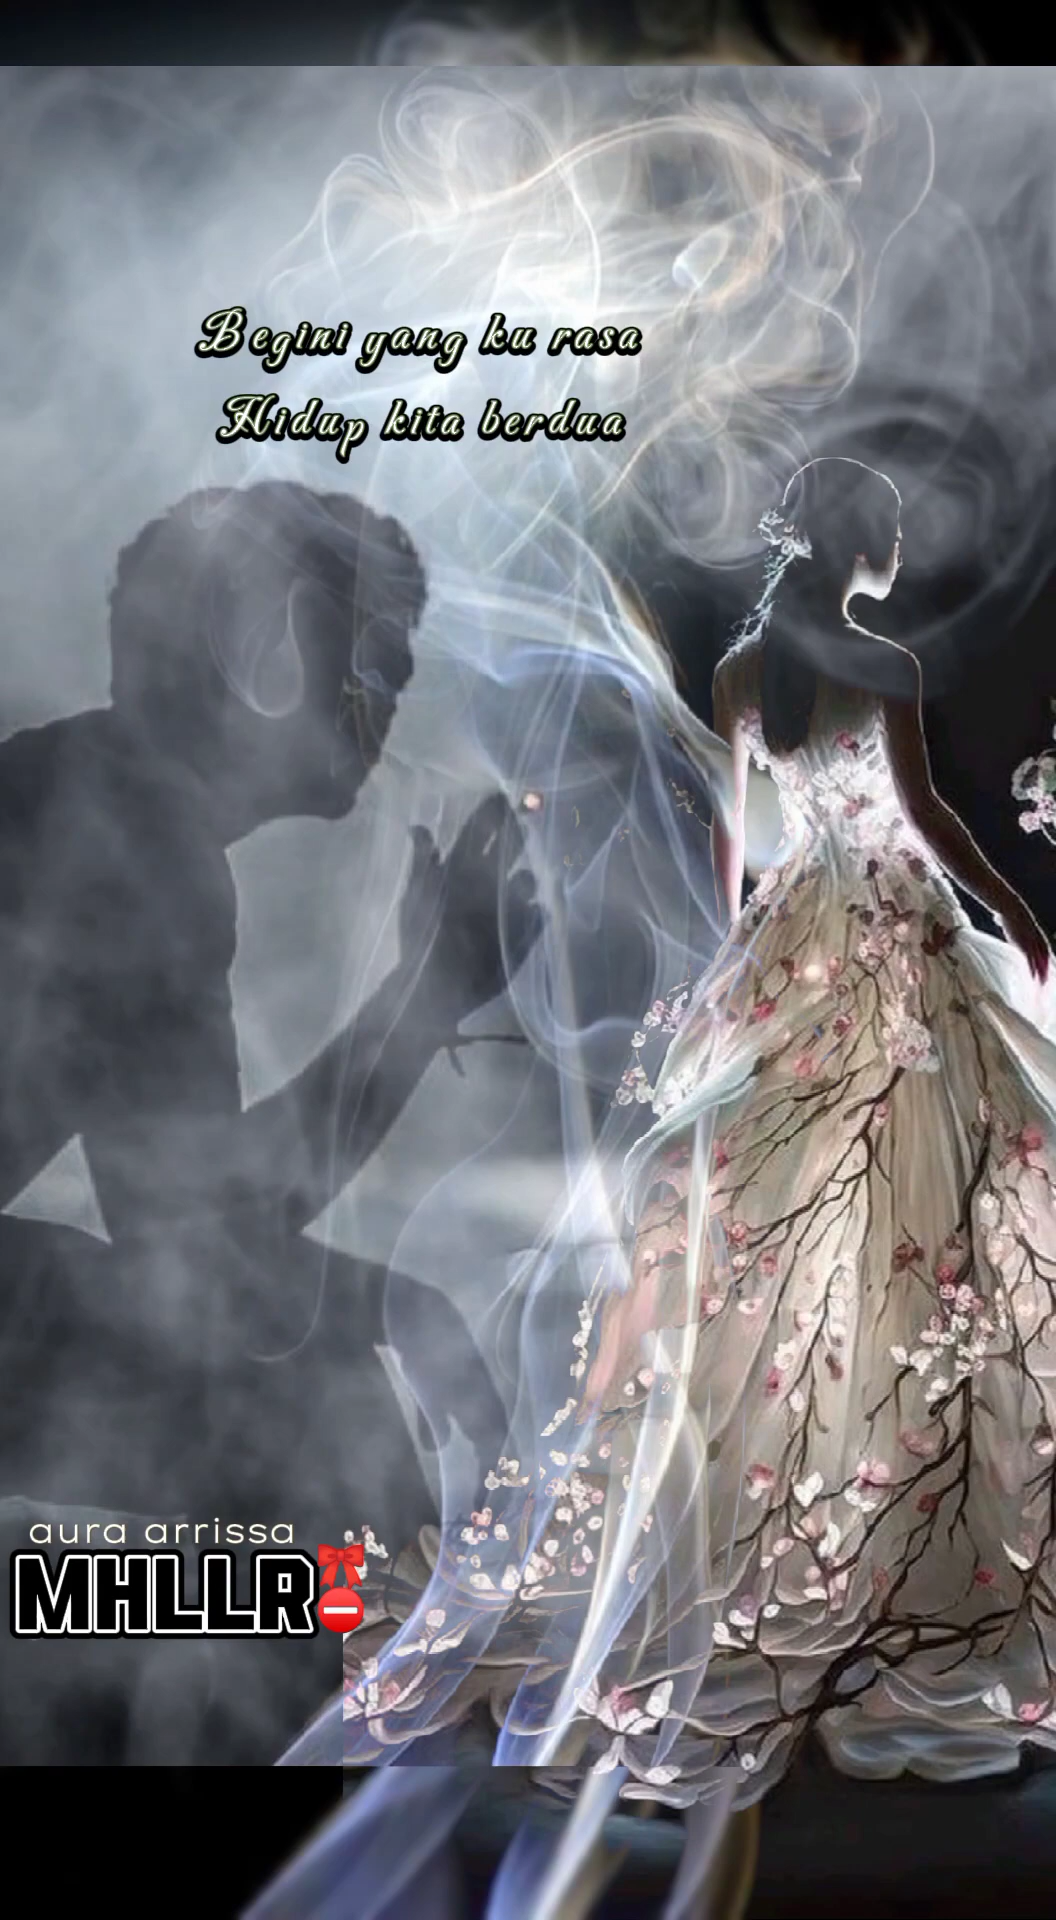 Begini yang ku rasa
Hidup kita berdua
aura arrissa
MHLLR🎀⛔